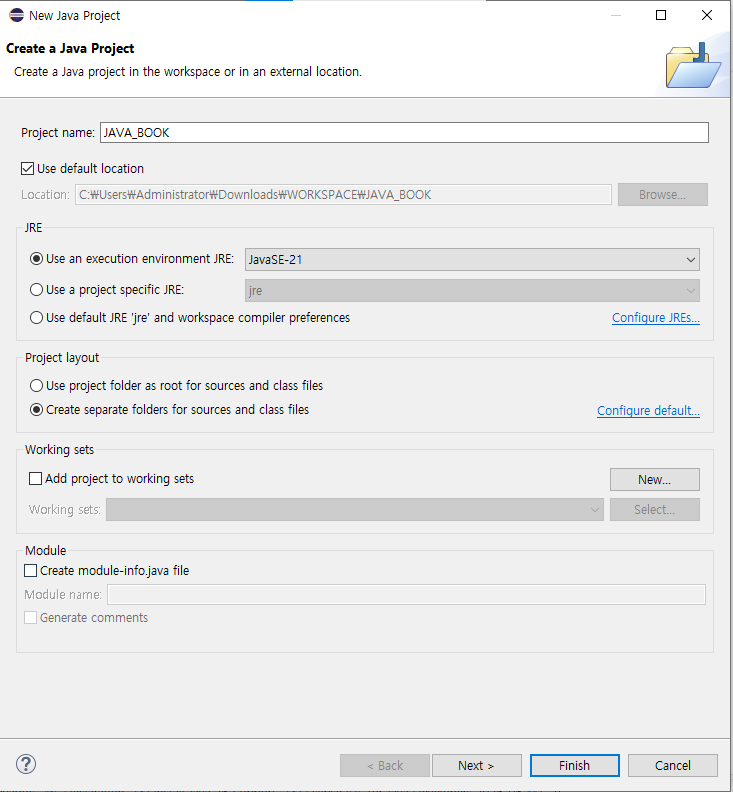 New Java Project
Create a Java Project
Create a Java project in the workspace or in an external location.
Project name: JAVA_BOOK
Use default location
Location: C:₩Users₩Administrator₩Downloads₩WORKSPACE₩JAVA_BOOK Browse...
JRE
Use an execution environment JRE: JavaSE-21
Use a project specific JRE: jre
Use default JRE 'jre' and workspace compiler preferences Configure JREs...
Project layout
Use project folder as root for sources and class files
Create separate folders for sources and class files Configure default...
Working sets
Add project to working sets New...
Working sets: Select...
Module
Create module-info.java file
Module name:
Generate comments
? < Back Next > Finish Cancel